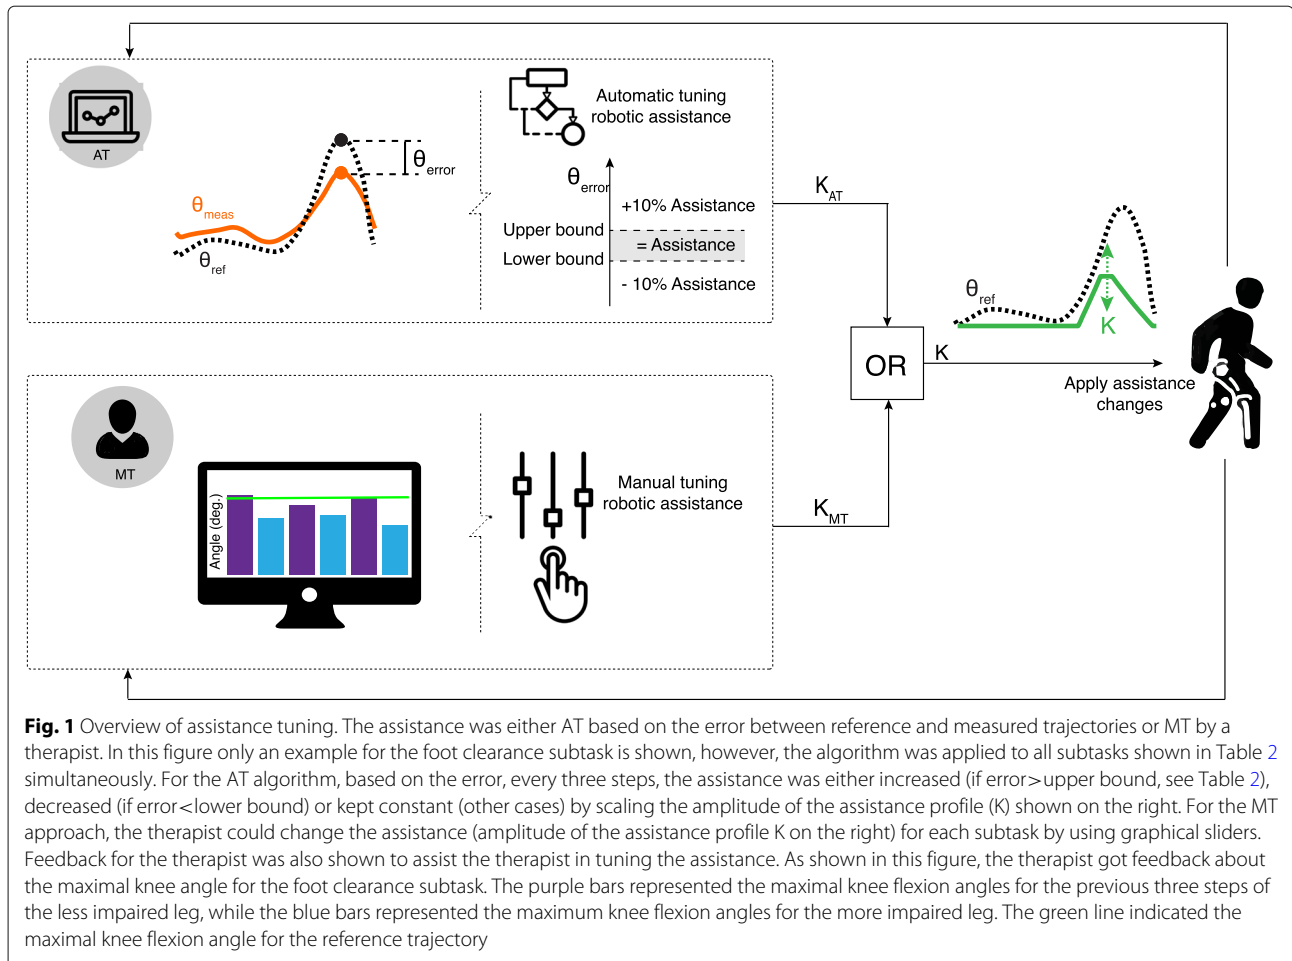 AT
θmeas
θref
θerror
Automatic tuning
robotic assistance
θerror
+10% Assistance
Upper bound
= Assistance
Lower bound
- 10% Assistance
KAT
MT
Angle (deg.)
Manual tuning
robotic assistance
KMT
OR
K
θref
K
Apply assistance
changes
Fig. 1 Overview of assistance tuning. The assistance was either AT based on the error between reference and measured trajectories or MT by a
therapist. In this figure only an example for the foot clearance subtask is shown, however, the algorithm was applied to all subtasks shown in Table 2
simultaneously. For the AT algorithm, based on the error, every three steps, the assistance was either increased (if error>upper bound, see Table 2),
decreased (if error<lower bound) or kept constant (other cases) by scaling the amplitude of the assistance profile (K) shown on the right. For the MT
approach, the therapist could change the assistance (amplitude of the assistance profile K on the right) for each subtask by using graphical sliders.
Feedback for the therapist was also shown to assist the therapist in tuning the assistance. As shown in this figure, the therapist got feedback about
the maximal knee angle for the foot clearance subtask. The purple bars represented the maximal knee flexion angles for the previous three steps of
the less impaired leg, while the blue bars represented the maximum knee flexion angles for the more impaired leg. The green line indicated the
maximal knee flexion angle for the reference trajectory